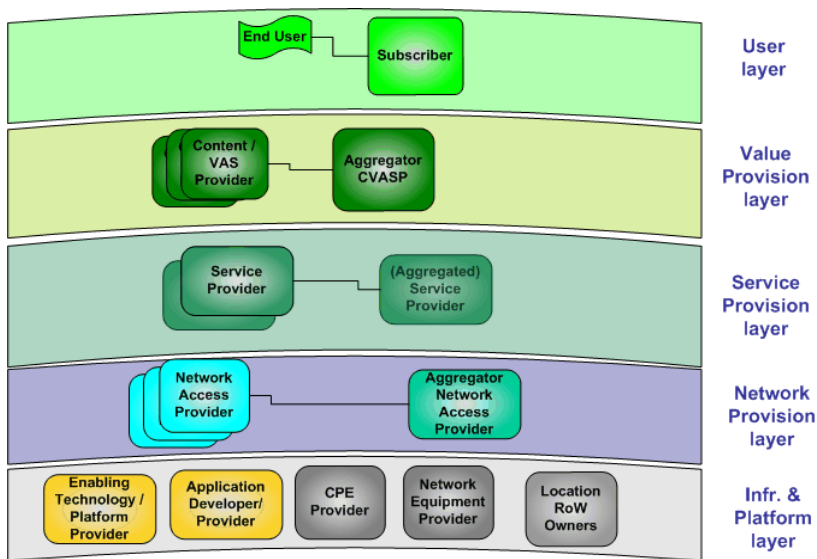 End User
Subscriber
User
layer
Content /
VAS
Provider
Aggregator
CVASP
Value
Provision
layer
Service
Provider
(Aggregated)
Service
Provider
Service
Provision
layer
Network
Access
Provider
Aggregator
Network
Access
Provider
Network
Provision
layer
Enabling
Technology /
Platform
Provider
Application
Developer/
Provider
CPE
Provider
Network
Equipment
Provider
Location
RoW
Owners
Infr. &
Platform
layer